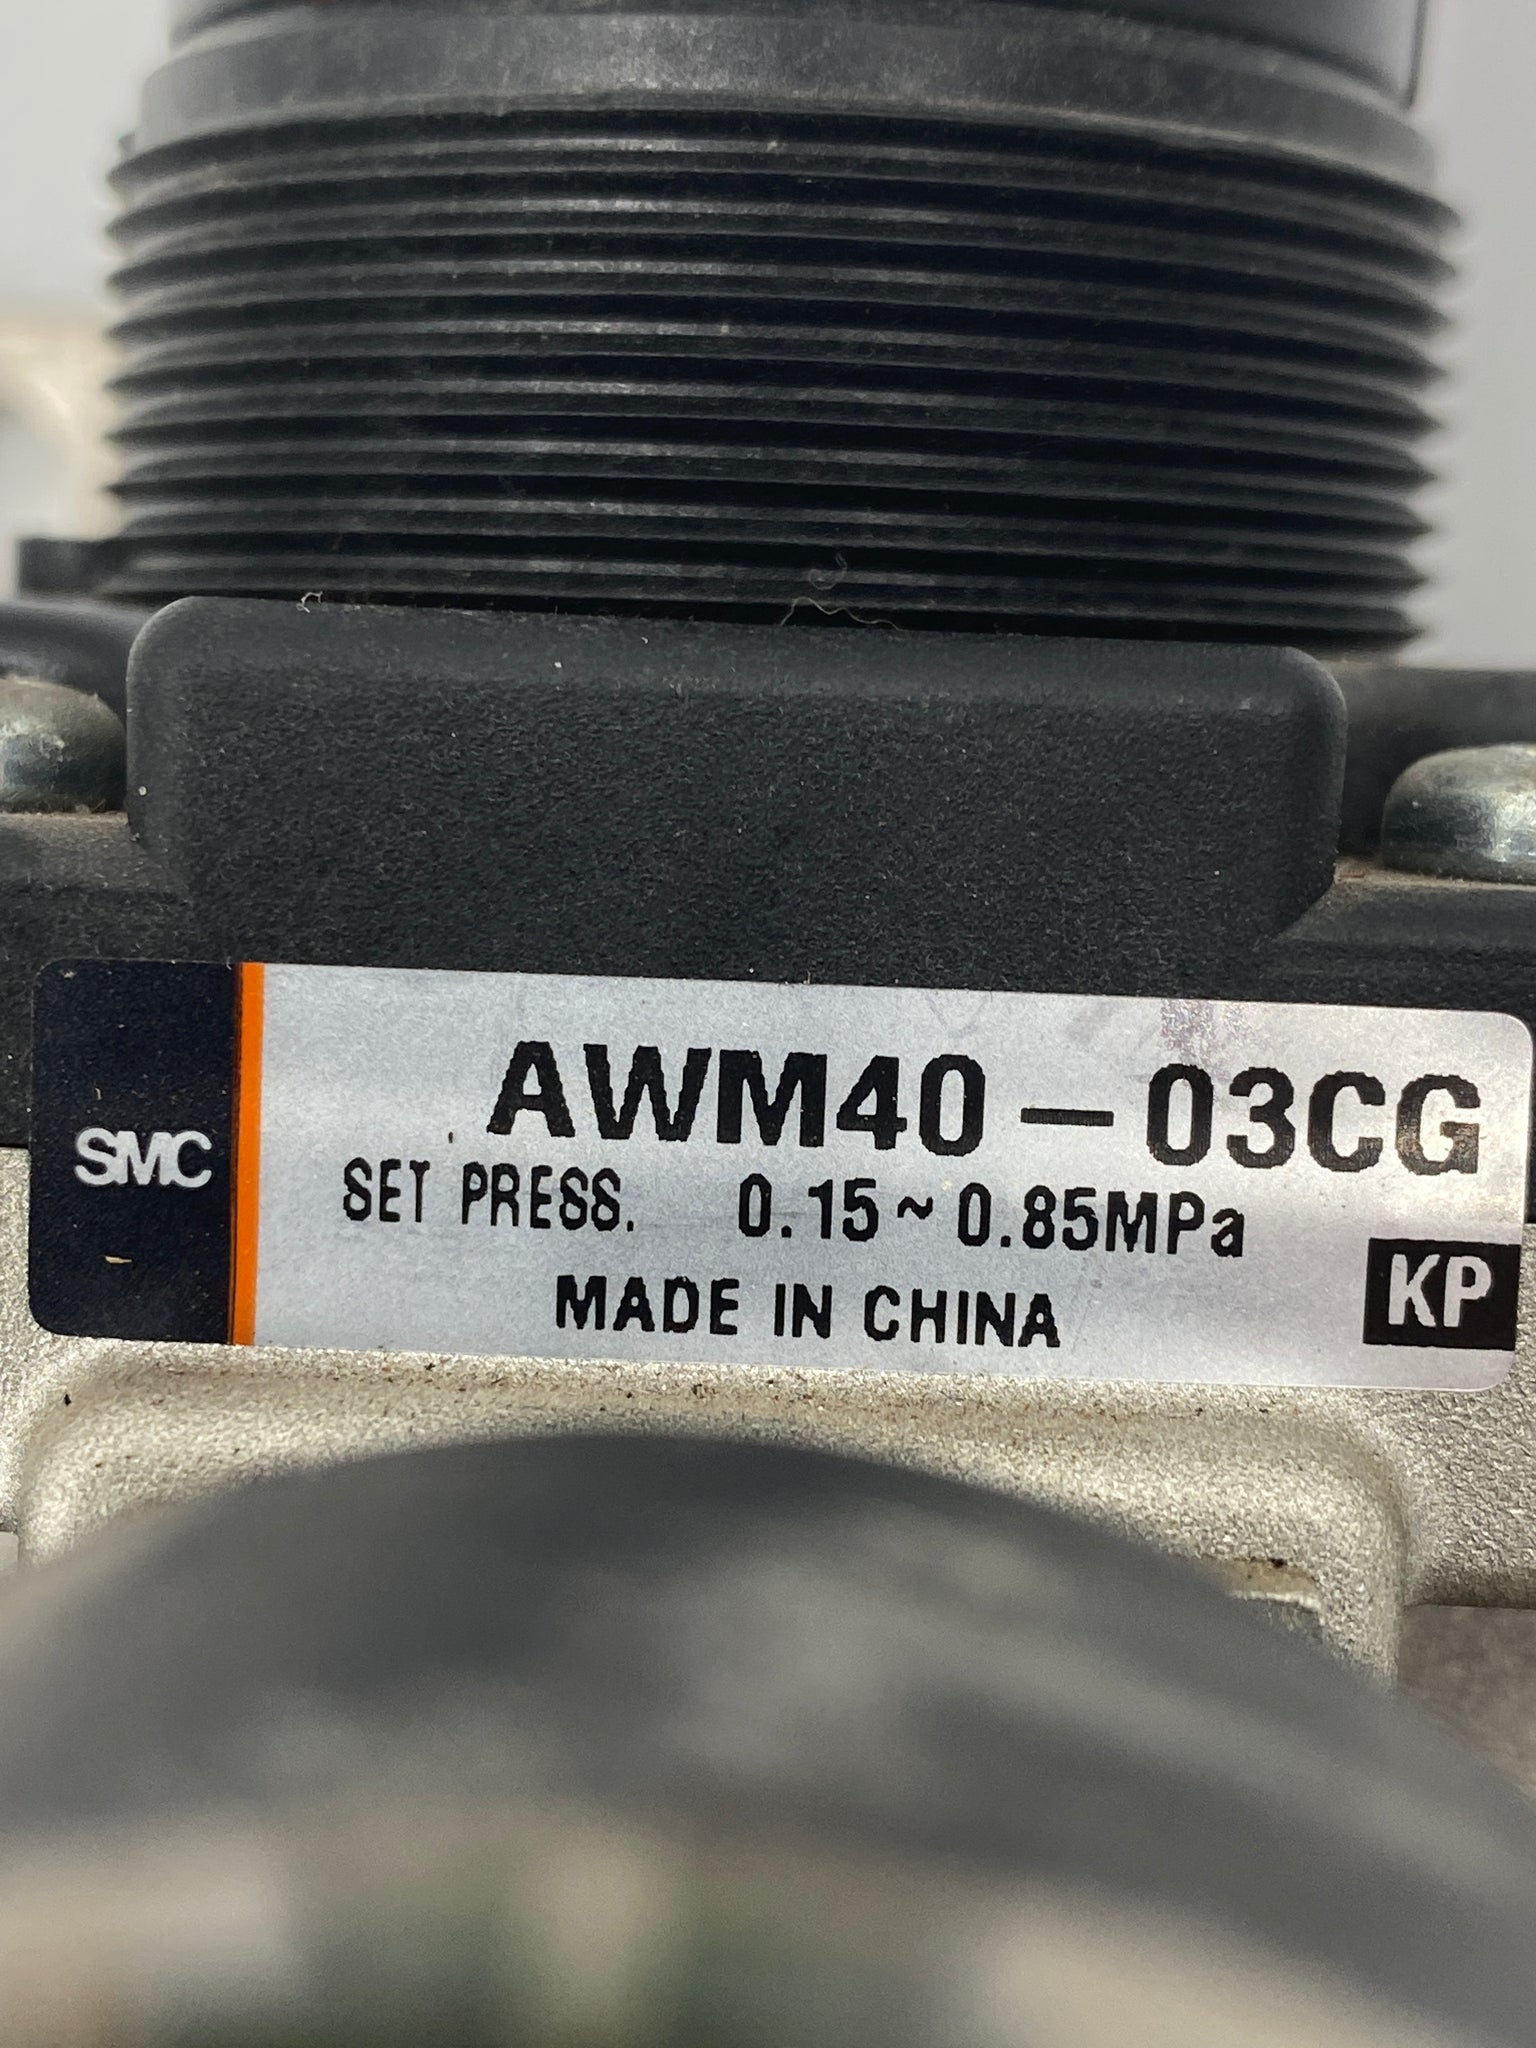 SMC
AWM40-03CG
SET PRESS. 0.15~0.85MPa
MADE IN CHINA
KP